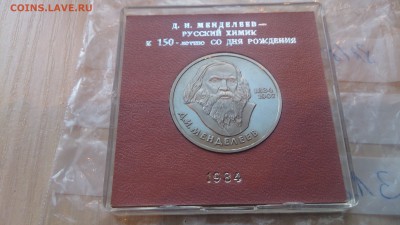 COINS.LAVE.RU
Д. И. МЕНДЕЛЕЕВ—
РУССКИЙ ХИМИК
К 150-летию СО ДНЯ РОЖДЕНИЯ
1834
1907
Д.И.МЕНДЕЛЕЕВ
1984